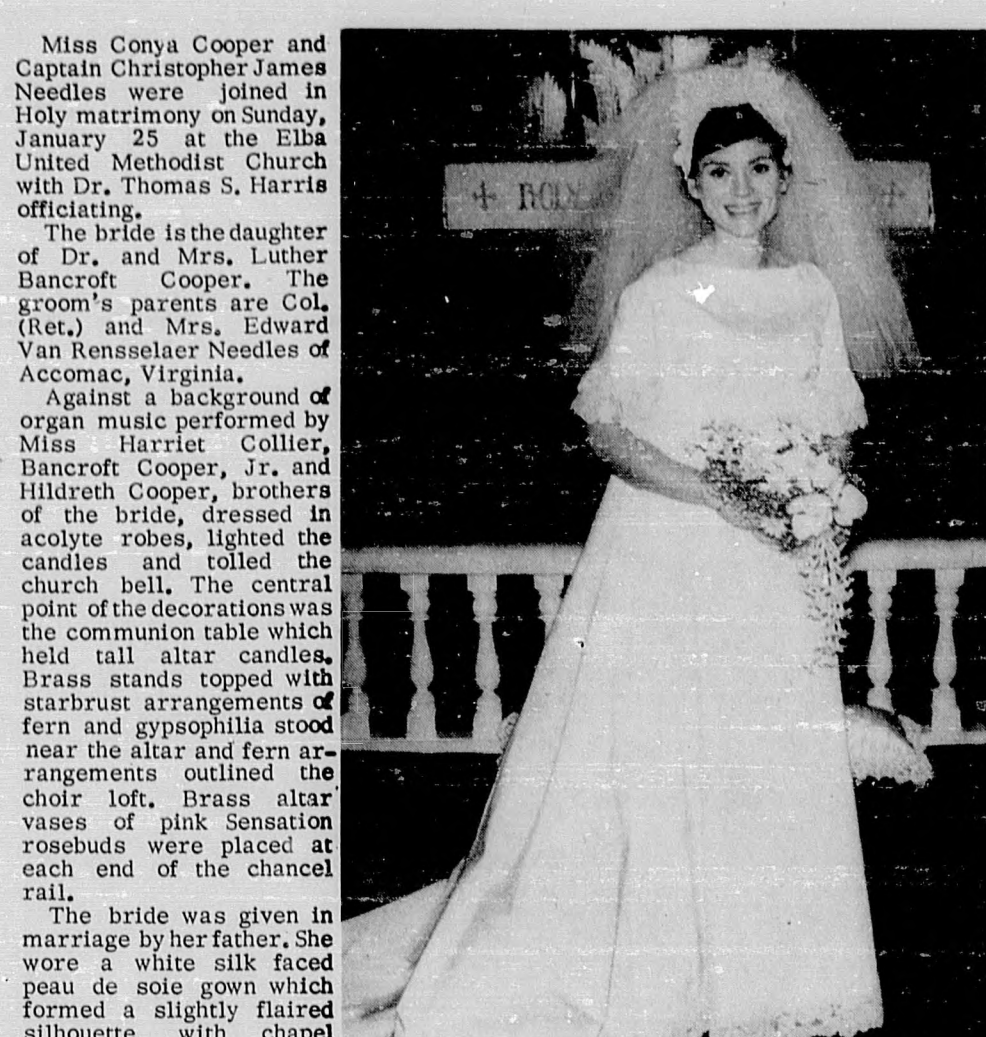 Miss Conya Cooper and
Captain Christopher James
Needles were joined in
Holy matrimony on Sunday,
January 25 at the Elba
United Methodist Church
with Dr. Thomas S. Harris
officiating.
The bride is the daughter
of Dr. and Mrs. Luther
Bancroft Cooper. The
groom's parents are Col.
(Ret.) and Mrs. Edward
Van Rensselaer Needles of
Accomac, Virginia.
Against a background of
organ music performed by
Miss Harriet Collier,
Bancroft Cooper, Jr. and
Hildreth Cooper, brothers
of the bride, dressed in
acolyte robes, lighted the
candles and tolled the
church bell. The central
point of the decorations was
the communion table which
held tall altar candles.
Brass stands topped with
starbrust arrangements of
fern and gypsophilia stood
near the altar and fern ar-
rangements outlined the
choir loft. Brass altar
vases of pink Sensation
rosebuds were placed at
each end of the chancel
rail.
The bride was given in
marriage by her father. She
wore a white silk faced
peau de soie gown which
formed a slightly flaired
silhouette with chapel